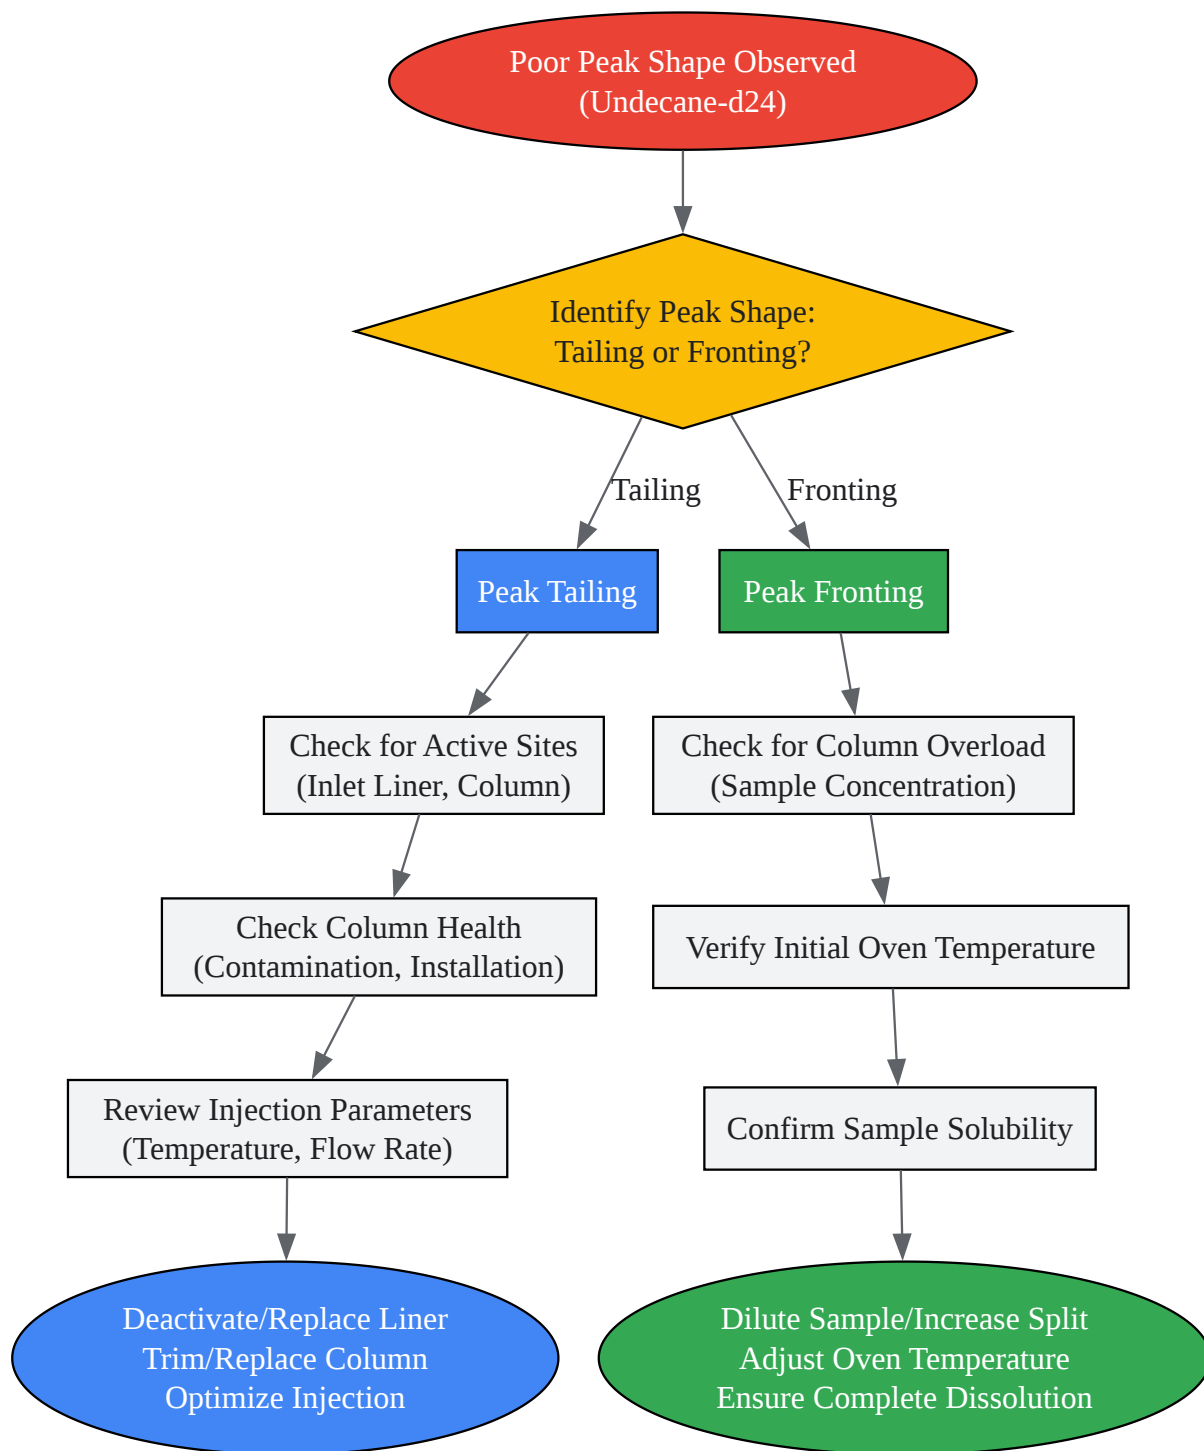 Poor Peak Shape Observed
(Undecane-d24)
Identify Peak Shape:
Tailing or Fronting?
Tailing
Fronting
Peak Tailing
Peak Fronting
Check for Active Sites
(Inlet Liner, Column)
Check for Column Overload
(Sample Concentration)
Check Column Health
(Contamination, Installation)
Verify Initial Oven Temperature
Review Injection Parameters
(Temperature, Flow Rate)
Confirm Sample Solubility
Deactivate/Replace Liner
Trim/Replace Column
Optimize Injection
Dilute Sample/Increase Split
Adjust Oven Temperature
Ensure Complete Dissolution